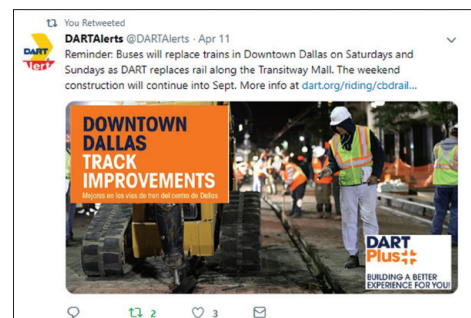 You Retweeted
DARTAlerts @DARTAlerts · Apr 11
Reminder: Buses will replace trains in Downtown Dallas on Saturdays and
Sundays as DART replaces rail along the Transitway Mall. The weekend
construction will continue into Sept. More info at dart.org/riding/cbdrail...
DART
Alert
DOWNTOWN
DALLAS
TRACK
IMPROVEMENTS
Mejoras en las vías de tren del centro de Dallas
DART
Plus
BUILDING A BETTER
EXPERIENCE FOR YOU!
2
3